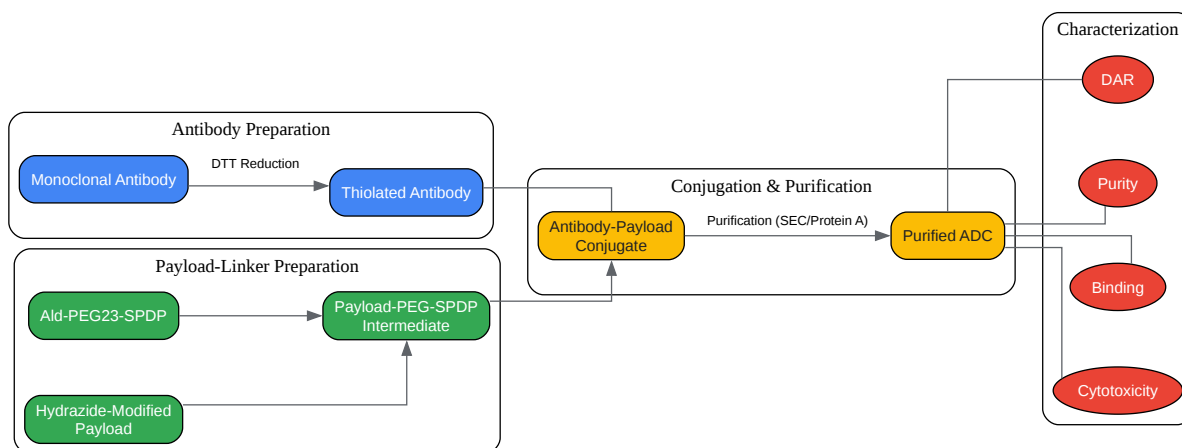 Characterization
DAR
Antibody Preparation
DTT Reduction
Monoclonal Antibody
Thiolated Antibody
Conjugation & Purification
Purity
Purification (SEC/Protein A)
Antibody-Payload
Conjugate
Purified ADC
Payload-Linker Preparation
Binding
Ald-PEG23-SPDP
Payload-PEG-SPDP
Intermediate
Hydrazide-Modified
Payload
Cytotoxicity